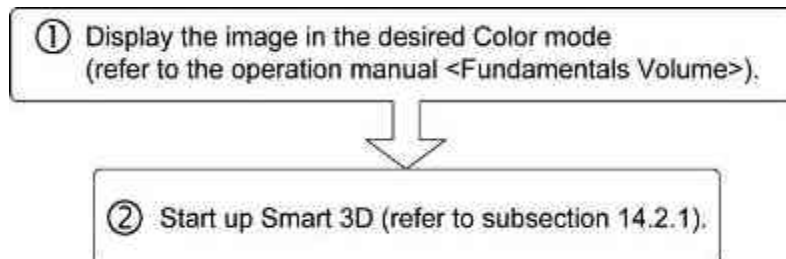 ① Display the image in the desired Color mode
(refer to the operation manual <Fundamentals Volume>).
② Start up Smart 3D (refer to subsection 14.2.1).